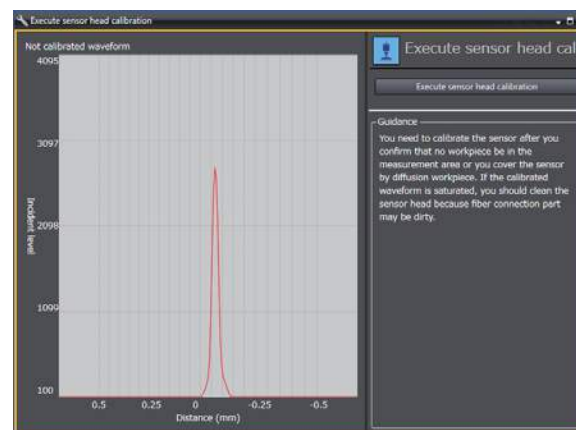 Execute sensor head calibration
Not calibrated waveform
4095
3097
2098
1099
100
Incident level
0.5 0.25 0 -0.25 -0.5
Distance (mm)
Execute sensor head cal
Execute sensor head calibration
Guidance
You need to calibrate the sensor after you
confirm that no workpiece be in the
measurement area or you cover the sensor
by diffusion workpiece. If the calibrated
waveform is saturated, you should clean the
sensor head because fiber connection part
may be dirty.